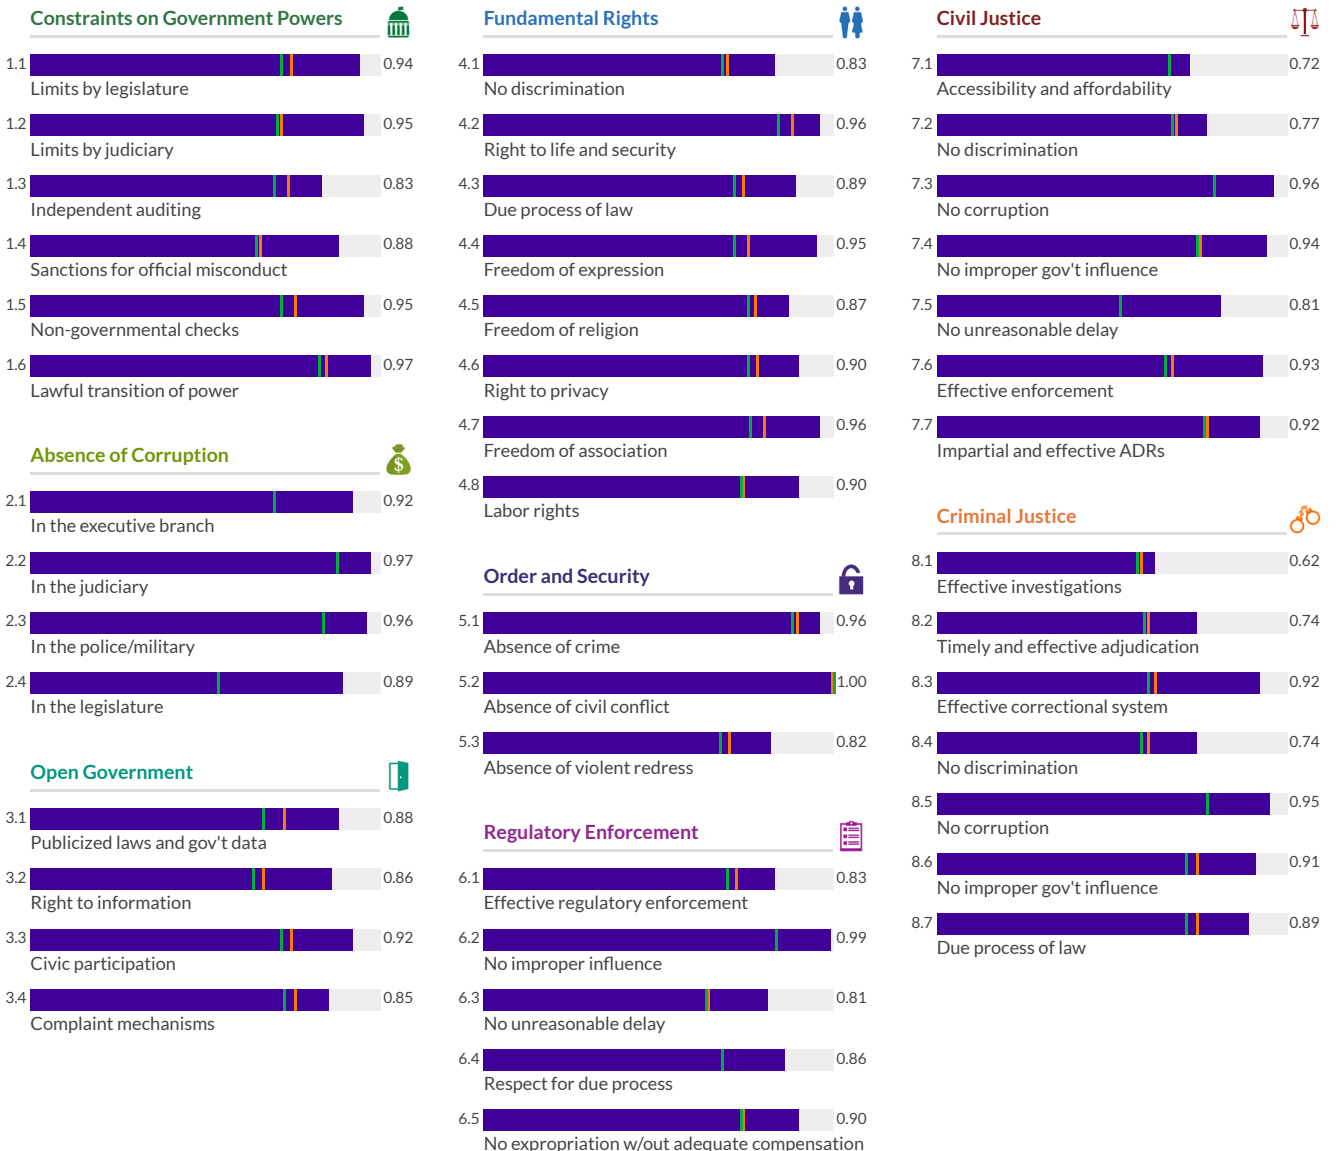 Constraints on Government Powers
1.1 0.94
Limits by legislature
1.2 0.95
Limits by judiciary
1.3 0.83
Independent auditing
1.4 0.88
Sanctions for official misconduct
1.5 0.95
Non-governmental checks
1.6 0.97
Lawful transition of power
Absence of Corruption
$
2.1 0.92
In the executive branch
2.2 0.97
In the judiciary
2.3 0.96
In the police/military
2.4 0.89
In the legislature
Open Government
3.1 0.88
Publicized laws and gov't data
3.2 0.86
Right to information
3.3 0.92
Civic participation
3.4 0.85
Complaint mechanisms
Fundamental Rights
4.1 0.83
No discrimination
4.2 0.96
Right to life and security
4.3 0.89
Due process of law
4.4 0.95
Freedom of expression
4.5 0.87
Freedom of religion
4.6 0.90
Right to privacy
4.7 0.96
Freedom of association
4.8 0.90
Labor rights
Order and Security
5.1 0.96
Absence of crime
5.2 1.00
Absence of civil conflict
5.3 0.82
Absence of violent redress
Regulatory Enforcement
6.1 0.83
Effective regulatory enforcement
6.2 0.99
No improper influence
6.3 0.81
No unreasonable delay
6.4 0.86
Respect for due process
6.5 0.90
No expropriation w/out adequate compensation
Civil Justice
7.1 0.72
Accessibility and affordability
7.2 0.77
No discrimination
7.3 0.96
No corruption
7.4 0.94
No improper gov't influence
7.5 0.81
No unreasonable delay
7.6 0.93
Effective enforcement
7.7 0.92
Impartial and effective ADRs
Criminal Justice
8.1 0.62
Effective investigations
8.2 0.74
Timely and effective adjudication
8.3 0.92
Effective correctional system
8.4 0.74
No discrimination
8.5 0.95
No corruption
8.6 0.91
No improper gov't influence
8.7 0.89
Due process of law